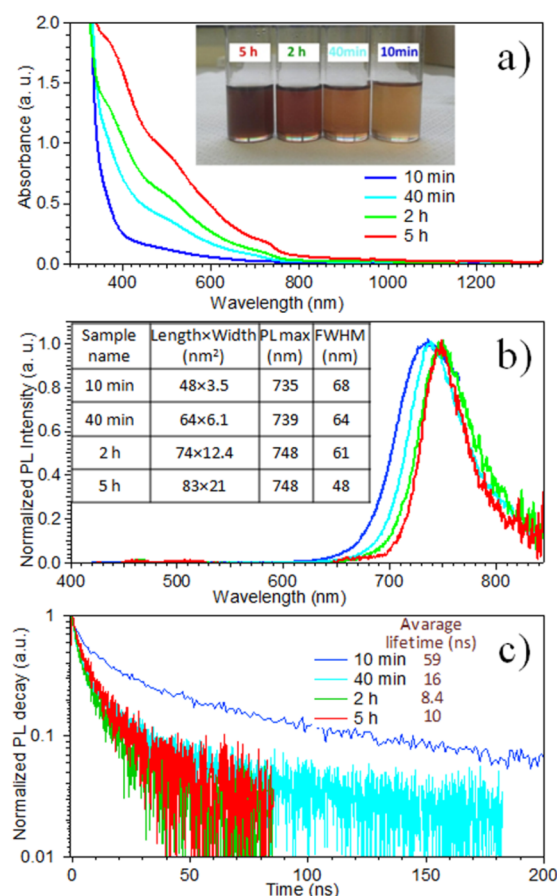 a)
2.0
1.5
1.0
0.5
0.0
Absorbance (a. u.)
5 h 2 h 40min 10min
10 min
40 min
2 h
5 h
400 600 800 1000 1200
Wavelength (nm)
b)
1.0
0.8
0.6
0.4
0.2
0.0
Normalized PL Intensity (a. u.)
Sample name Length×Width (nm²) PL max (nm) FWHM (nm)
10 min 48×3.5 735 68
40 min 64×6.1 739 64
2 h 74×12.4 748 61
5 h 83×21 748 48
400 500 600 700 800
Wavelength (nm)
c)
1
0.1
0.01
Normalized PL decay (a.u.)
Avarage
lifetime (ns)
10 min 59
40 min 16
2 h 8.4
5 h 10
0 50 100 150 200
Time (ns)